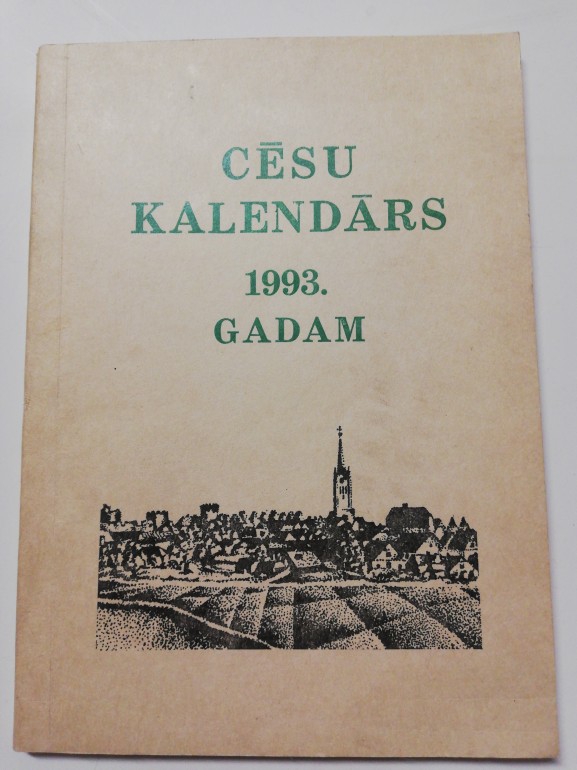 CĒSU
KALENDĀRS
1993.
GADAM